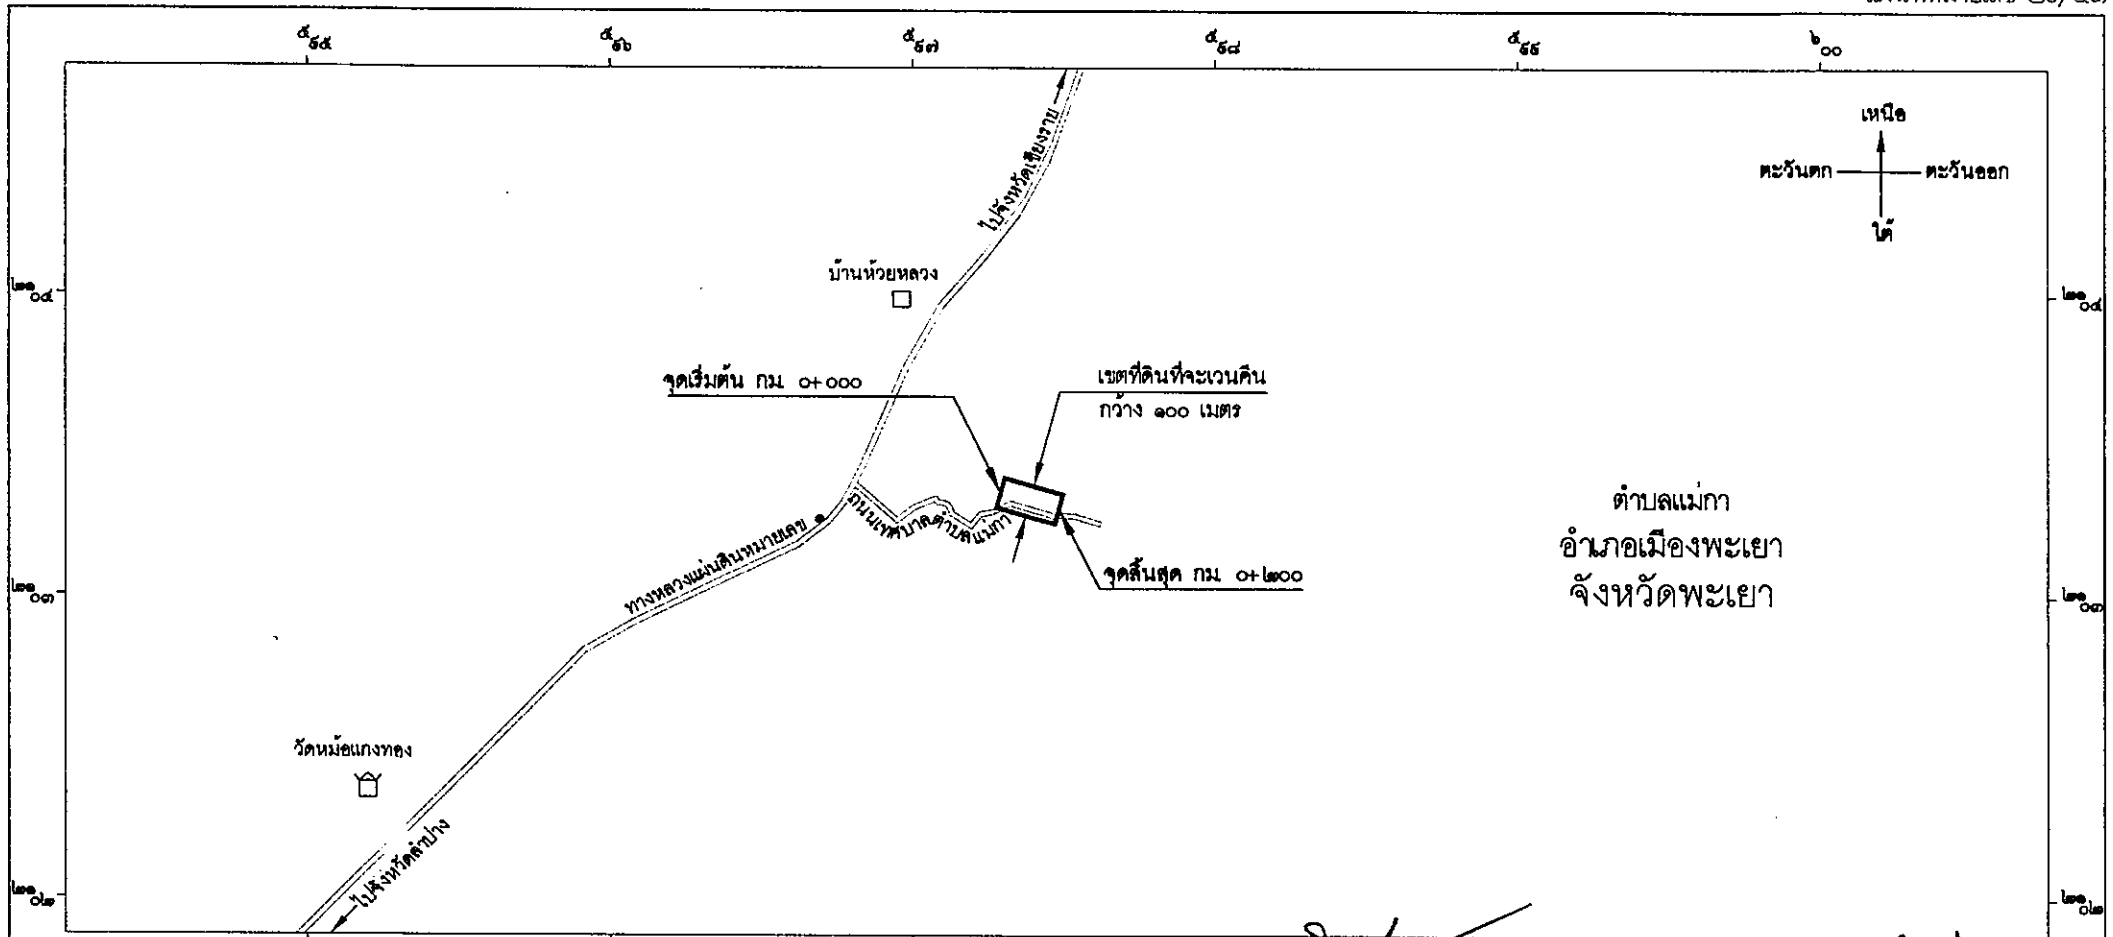 ๕๙๕
๕๙๖
๕๙๗
๕๙๘
๕๙๙
๖๐๐
เหนือ
ตะวันตก
ตะวันออก
ใต้
ไปจังหวัดเชียงราย
บ้านห้วยหลวง
๒๑๐๔
๒๑๐๔
จุดเริ่มต้น กม. ๐+๐๐๐
เขตที่ดินที่จะเวนคืน
กว้าง ๑๐๐ เมตร
ตำบลแม่กา
อำเภอเมืองพะเยา
จังหวัดพะเยา
ถนนเทศบาลตำบลแม่กา
ทางหลวงแผ่นดินหมายเลข ๑
จุดสิ้นสุด กม. ๐+๒๐๐
๒๑๐๓
๒๑๐๓
วัดหม้อแกงทอง
ไปจังหวัดลำปาง
๒๑๐๒
๒๑๐๒